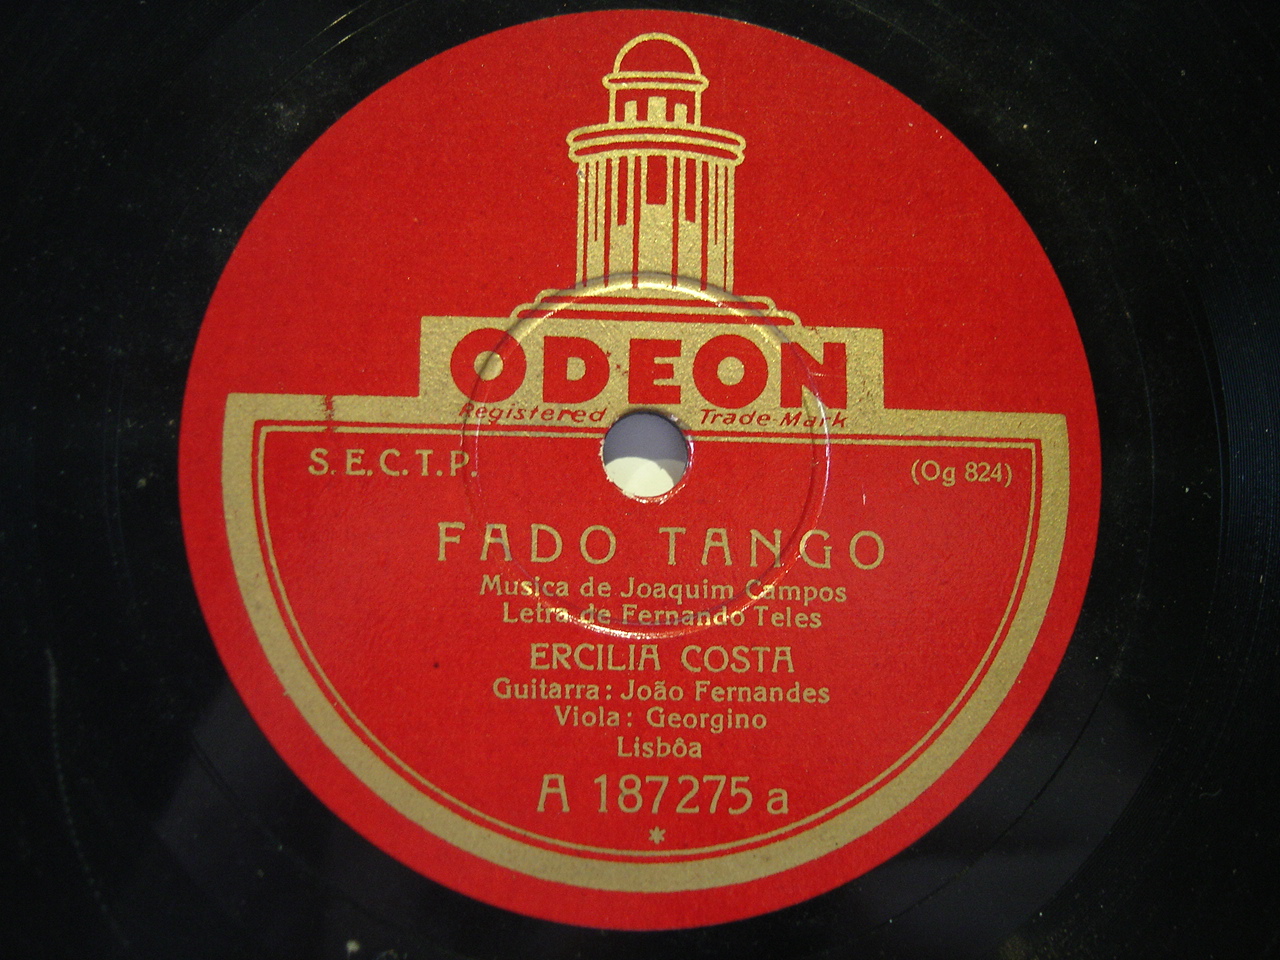 ODEON
Registered Trade-Mark
S.E.C.T.P. (Og 824)
FADO TANGO
Musica de Joaquim Campos
Letra de Fernando Teles
ERCILIA COSTA
Guitarra: João Fernandes
Viola: Georgino
Lisbôa
A 187275 a
*